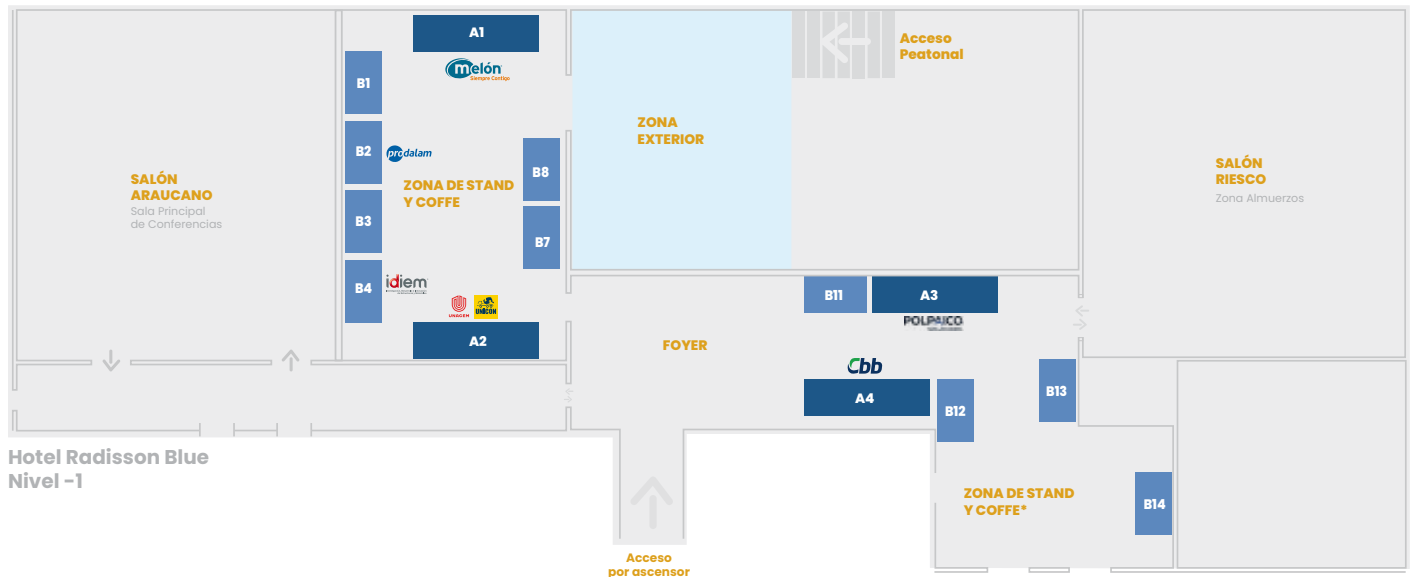 A1
melón
Siempre Contigo
Acceso
Peatonal
B1
B2
prodalam
ZONA
EXTERIOR
B8
SALÓN
ARAUCANO
Sala Principal
de Conferencias
ZONA DE STAND
Y COFFE
SALÓN
RIESCO
Zona Almuerzos
B3
B7
B4
idiem
UNACEM
UNICON
A2
B11
A3
POLPAICO
FOYER
Cbb
A4
B12
B13
Hotel Radisson Blue
Nivel -1
ZONA DE STAND
Y COFFE*
B14
Acceso
por ascensor